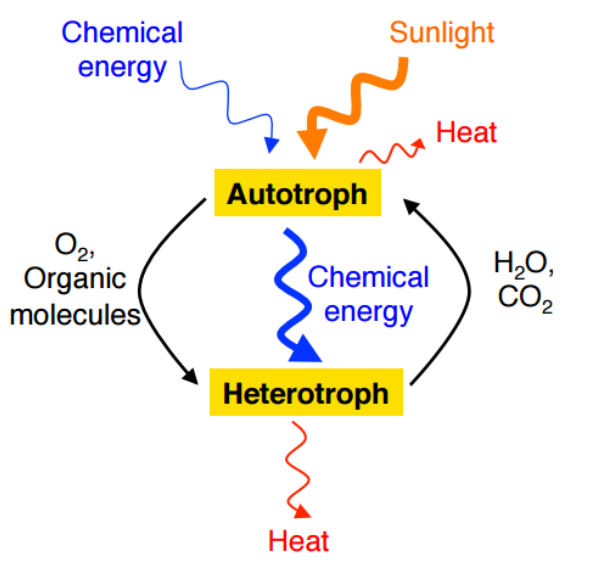 Chemical
energy
Sunlight
Heat
Autotroph
O₂,
Organic
molecules
Chemical
energy
H₂O,
CO₂
Heterotroph
Heat